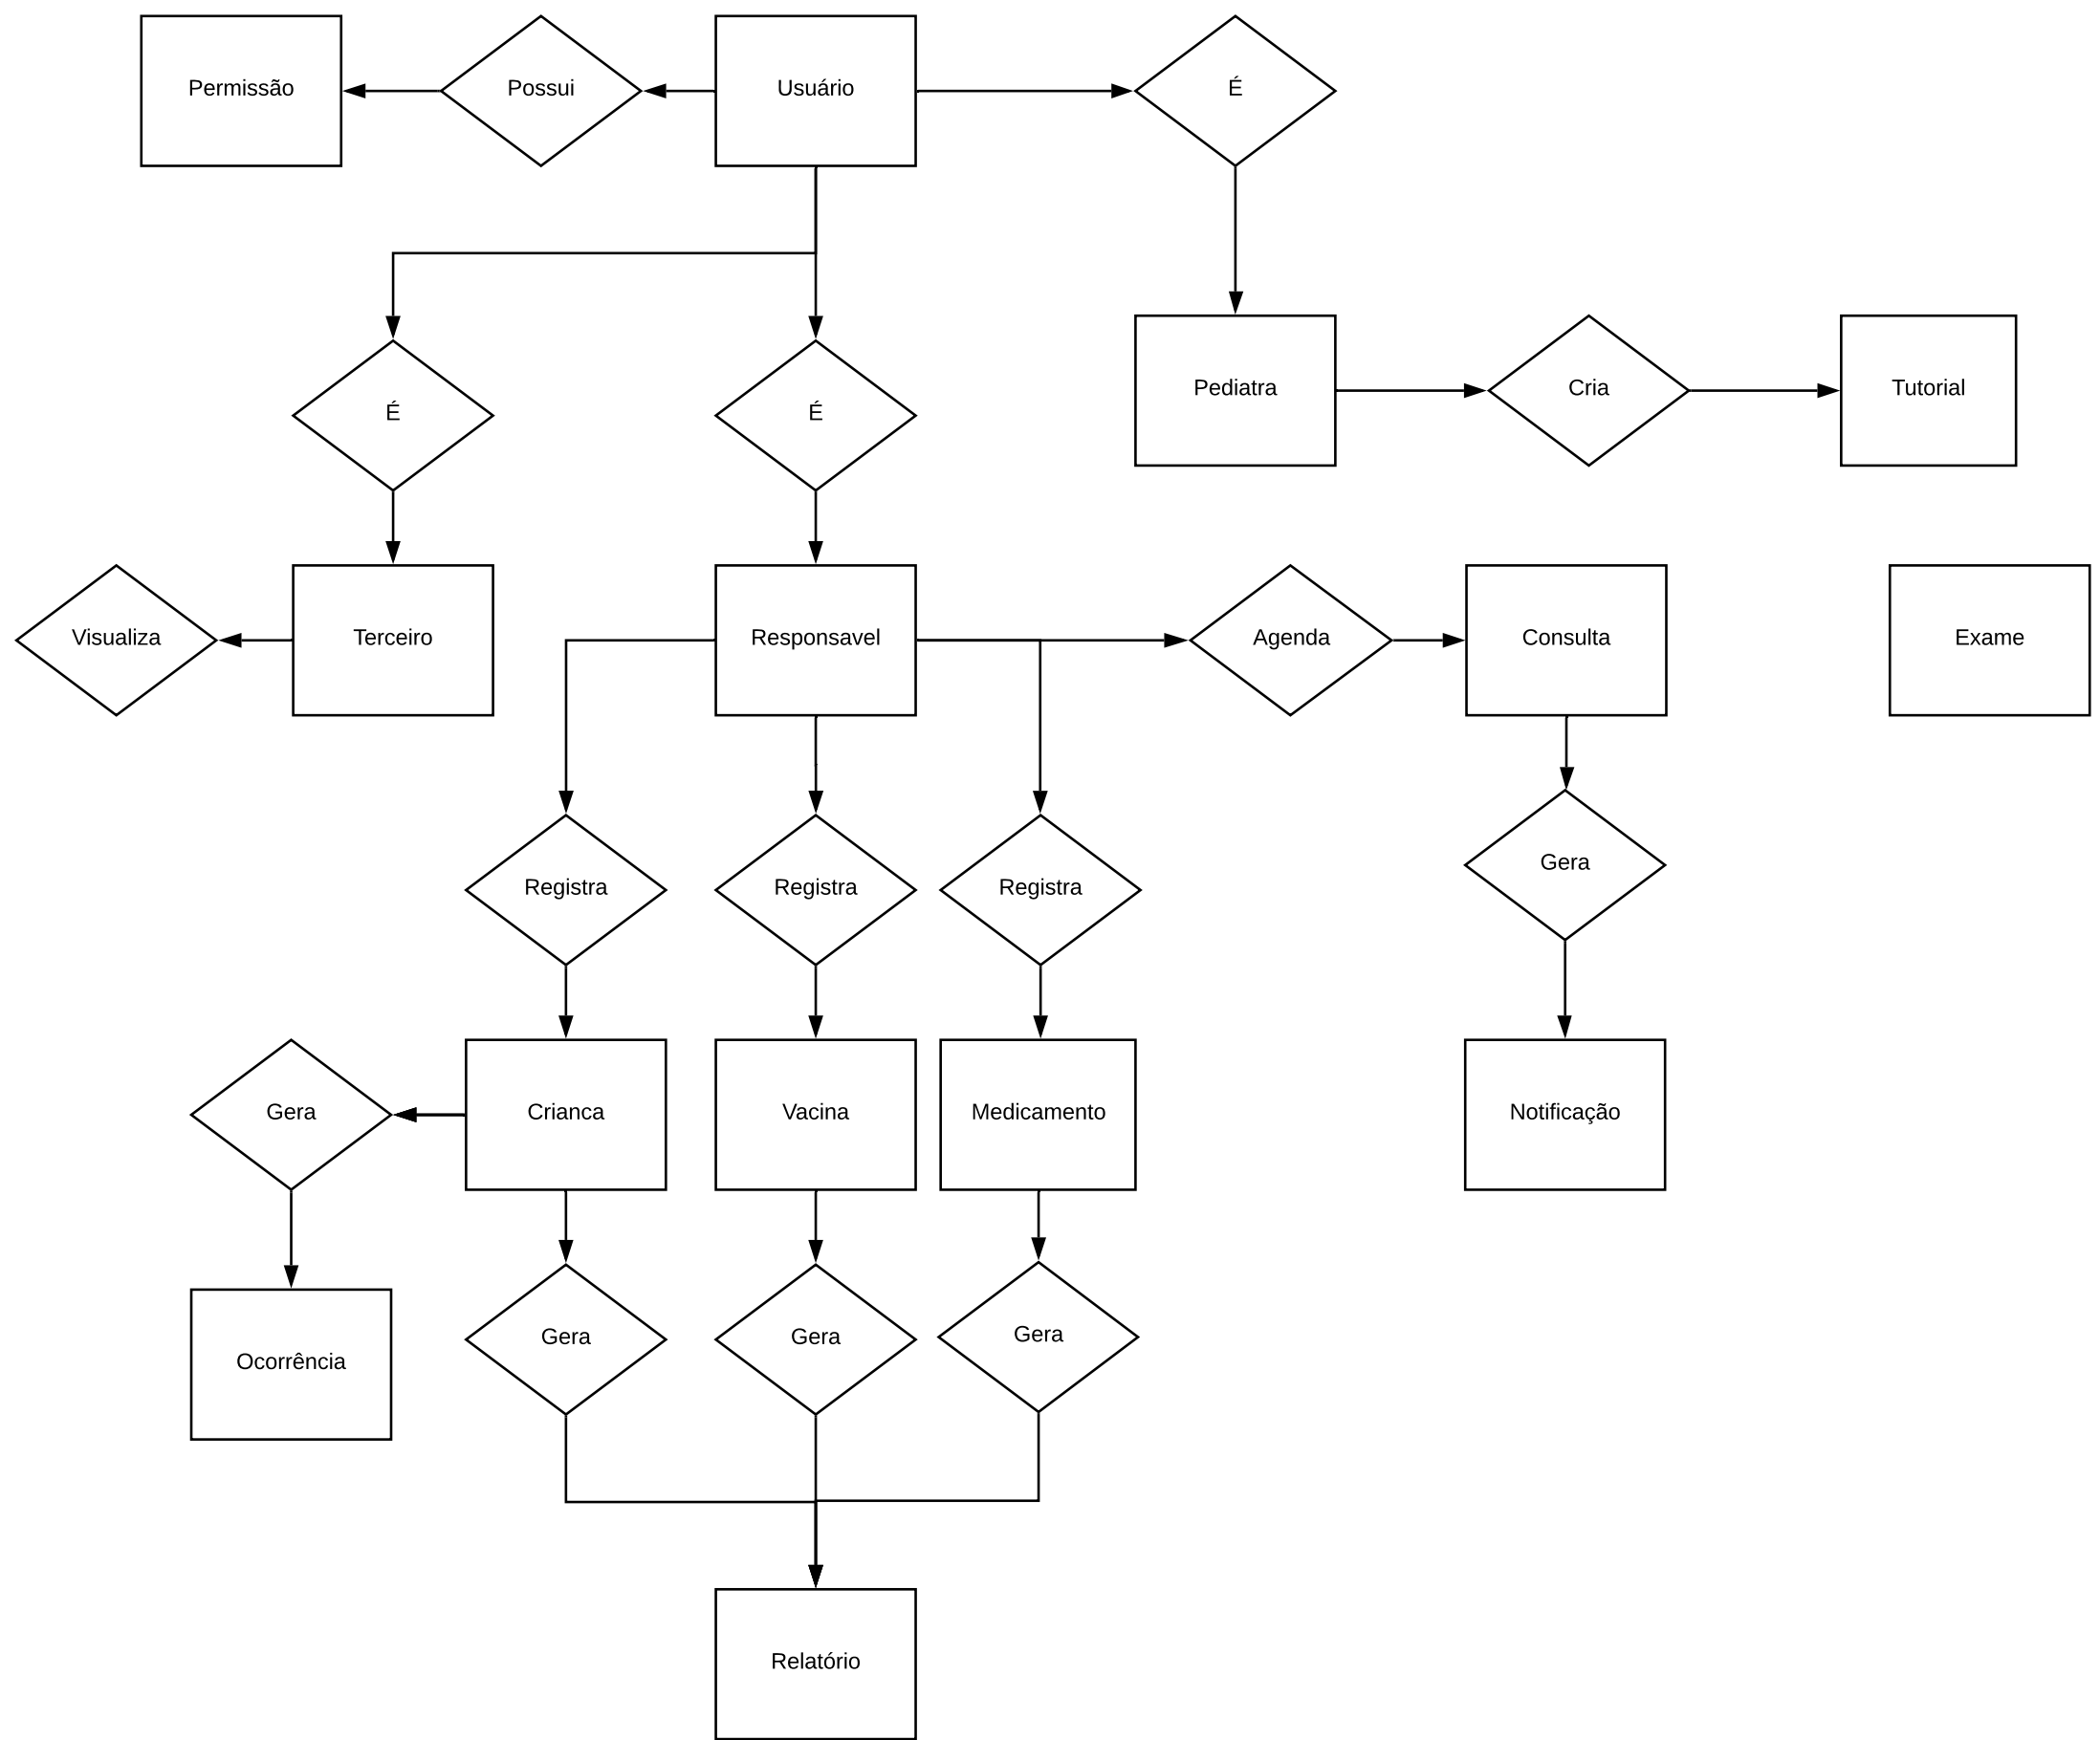 Permissão
Possui
Usuário
É
É
É
Pediatra
Cria
Tutorial
Visualiza
Terceiro
Responsavel
Agenda
Consulta
Exame
Registra
Registra
Registra
Gera
Gera
Crianca
Vacina
Medicamento
Notificação
Ocorrência
Gera
Gera
Gera
Relatório